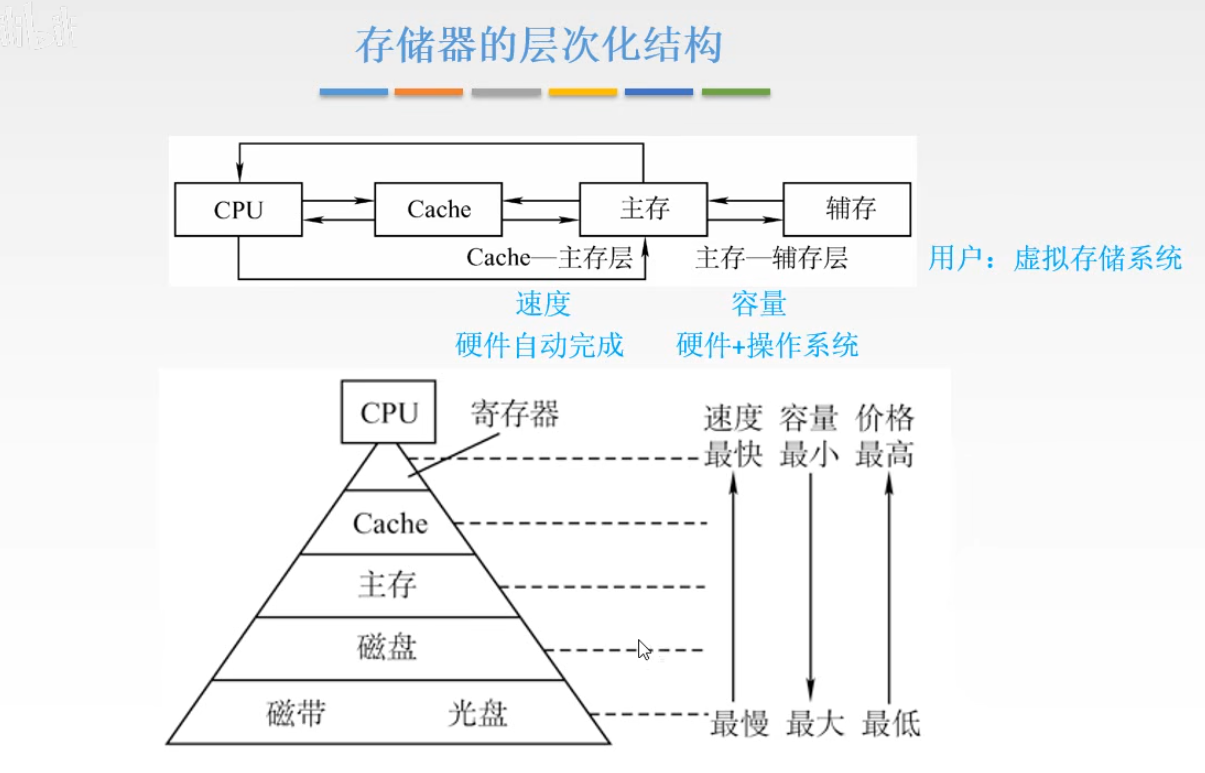 存储器的层次化结构
CPU
Cache
主存
辅存
Cache—主存层
主存—辅存层
用户：虚拟存储系统
速度
容量
硬件自动完成
硬件+操作系统
CPU
寄存器
速度 容量 价格
最快 最小 最高
Cache
主存
磁盘
磁带
光盘
最慢 最大 最低